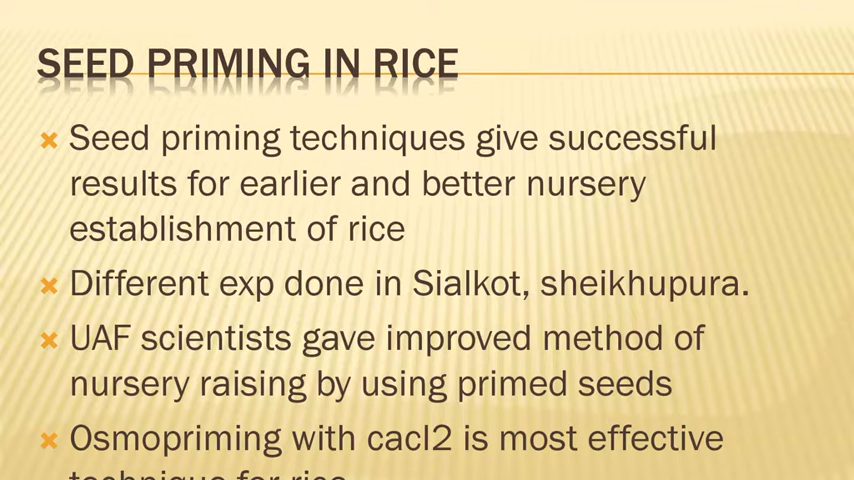 SEED PRIMING IN RICE
Seed priming techniques give successful
results for earlier and better nursery
establishment of rice
Different exp done in Sialkot, sheikhupura.
UAF scientists gave improved method of
nursery raising by using primed seeds
Osmopriming with cacl2 is most effective
technique for rice